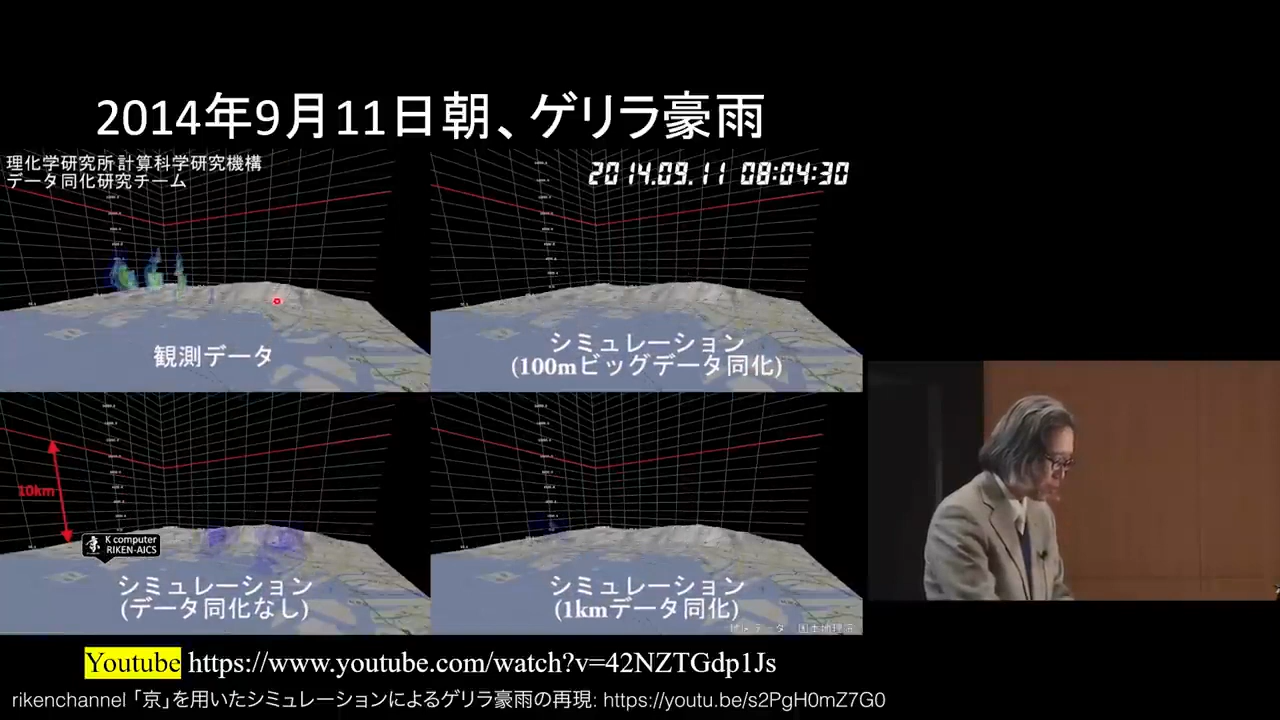 2014年9月11日朝、ゲリラ豪雨
理化学研究所計算科学研究機構
データ同化研究チーム
2014.09.11 08:04:30
観測データ
シミュレーション
(100mビッグデータ同化)
10km
京
K computer
RIKEN-AICS
シミュレーション
(データ同化なし)
シミュレーション
(1kmデータ同化)
Youtube https://www.youtube.com/watch?v=42NZTGdp1Js
rikenchannel 「京」を用いたシミュレーションによるゲリラ豪雨の再現: https://youtu.be/s2PgH0mZ7G0